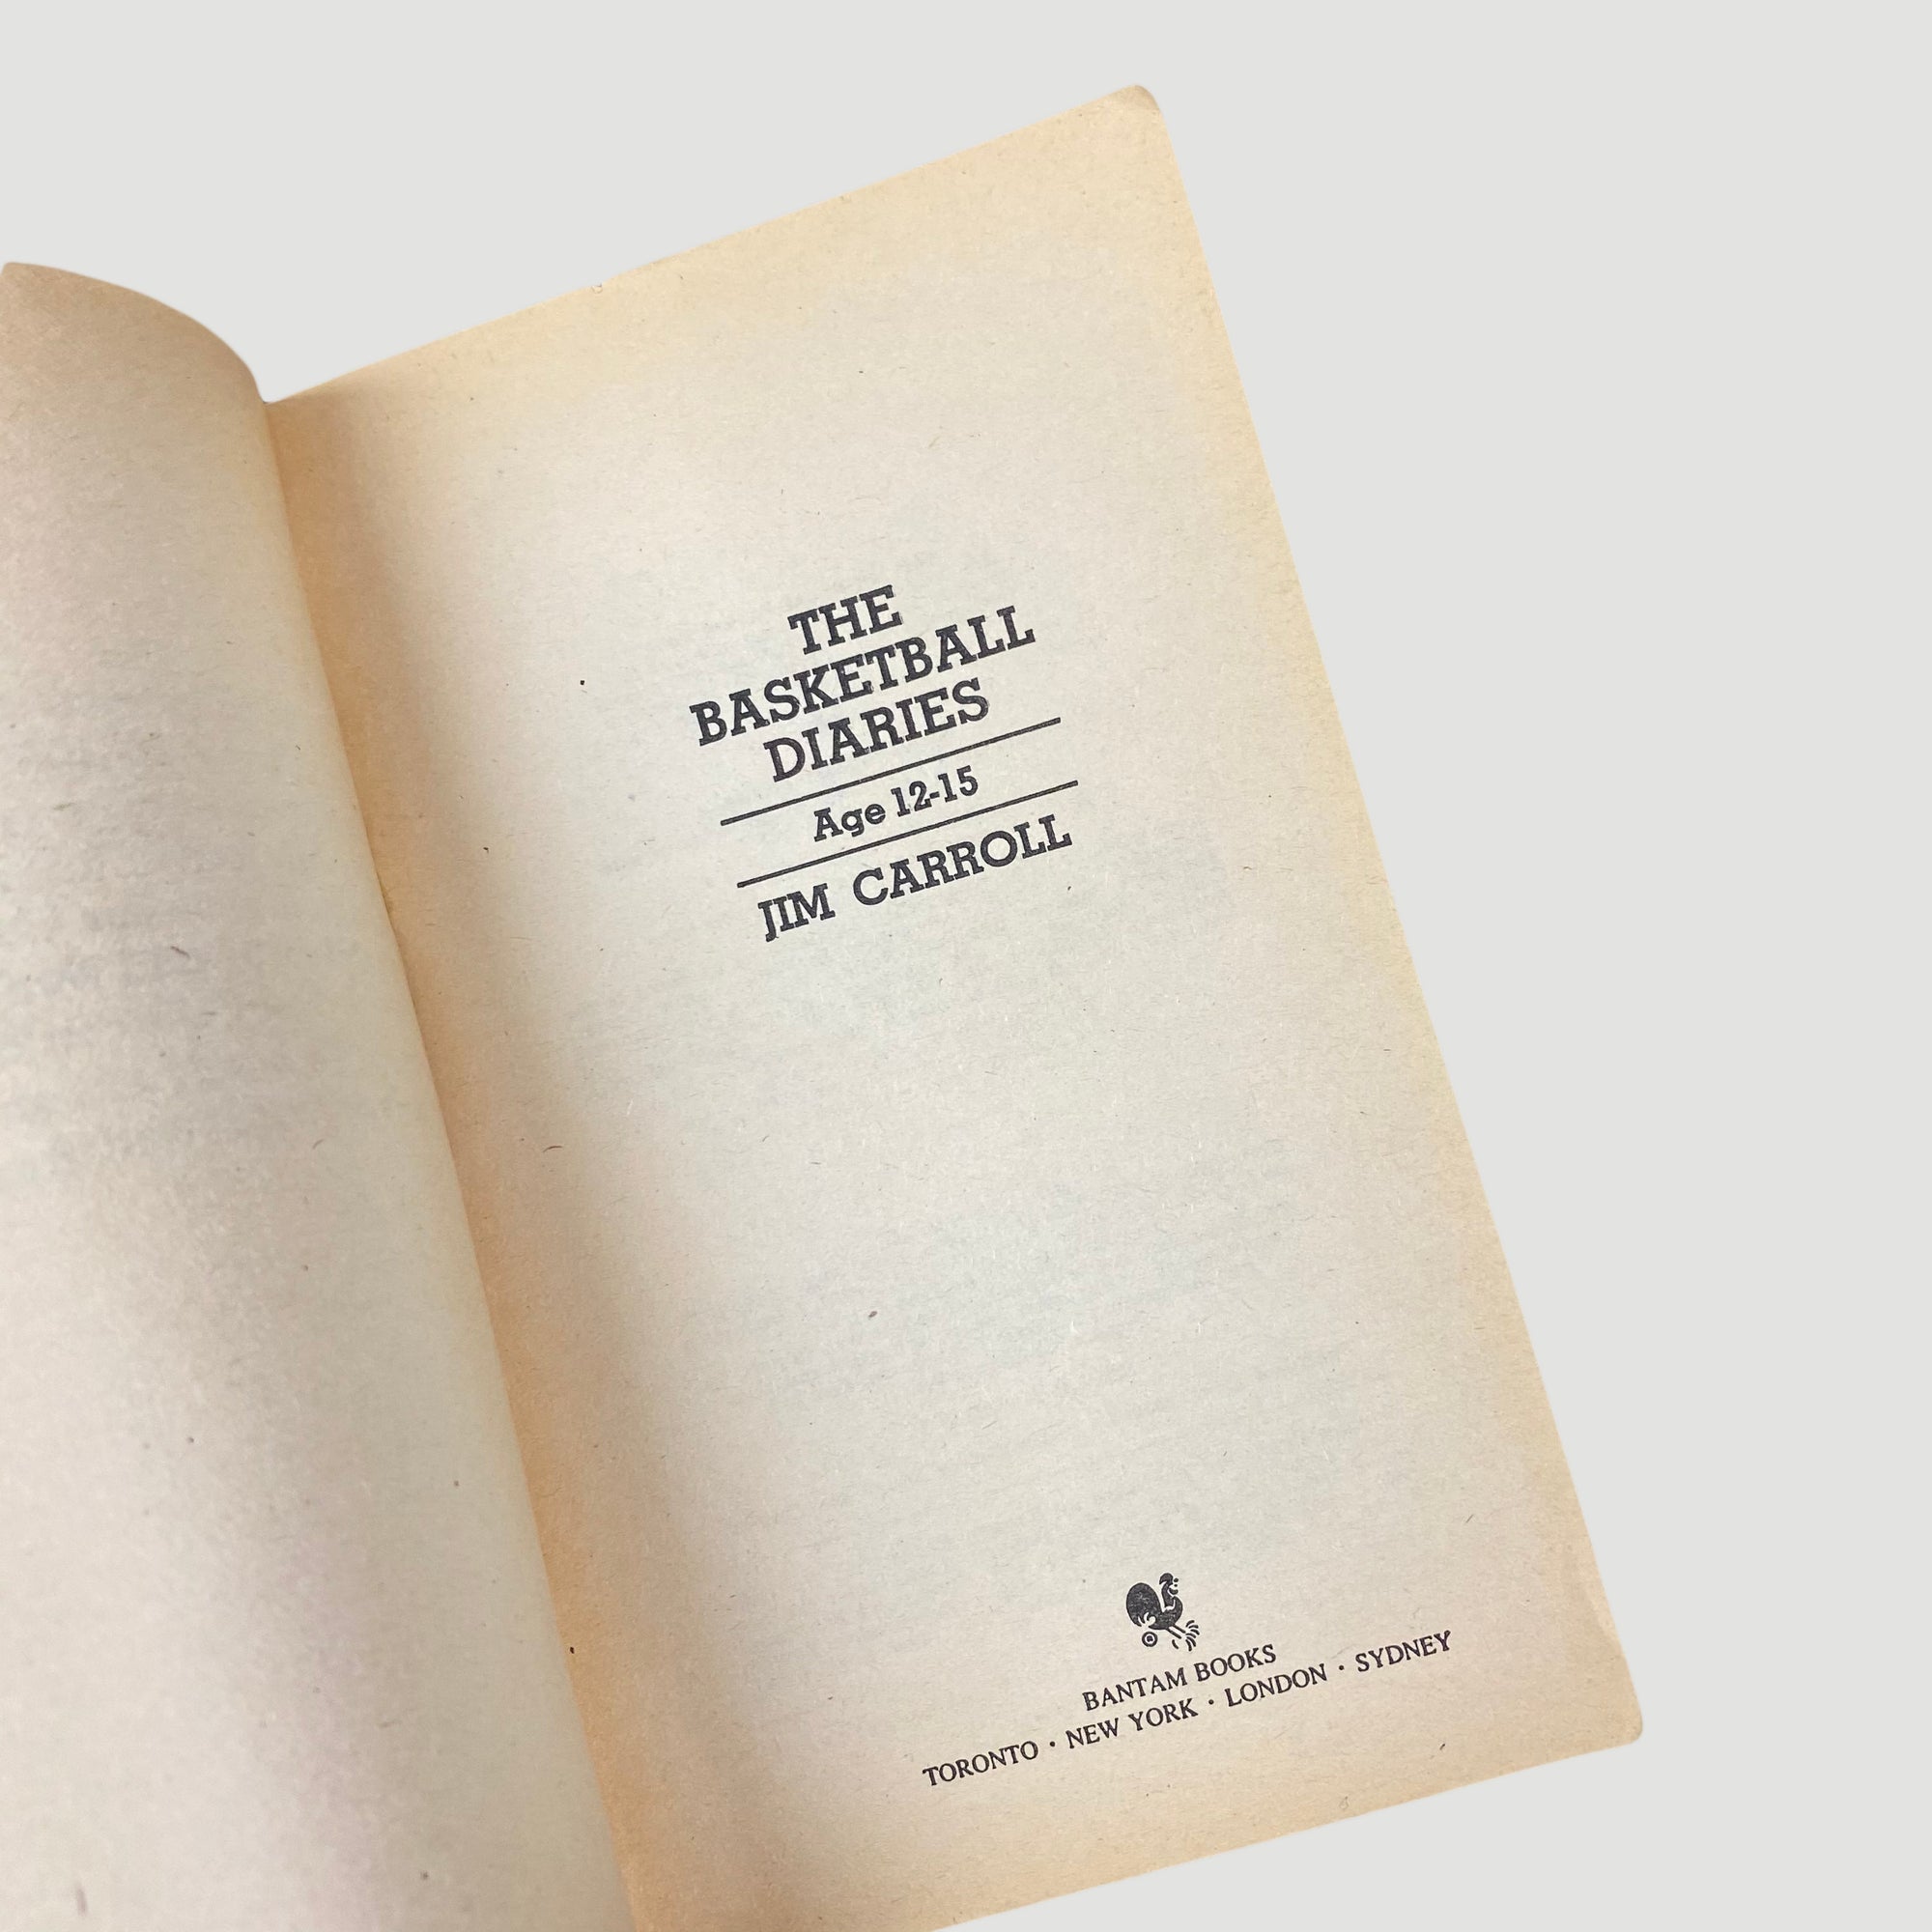 THE
BASKETBALL
DIARIES
Age 12-15
JIM CARROLL
BANTAM BOOKS
TORONTO · NEW YORK · LONDON · SYDNEY